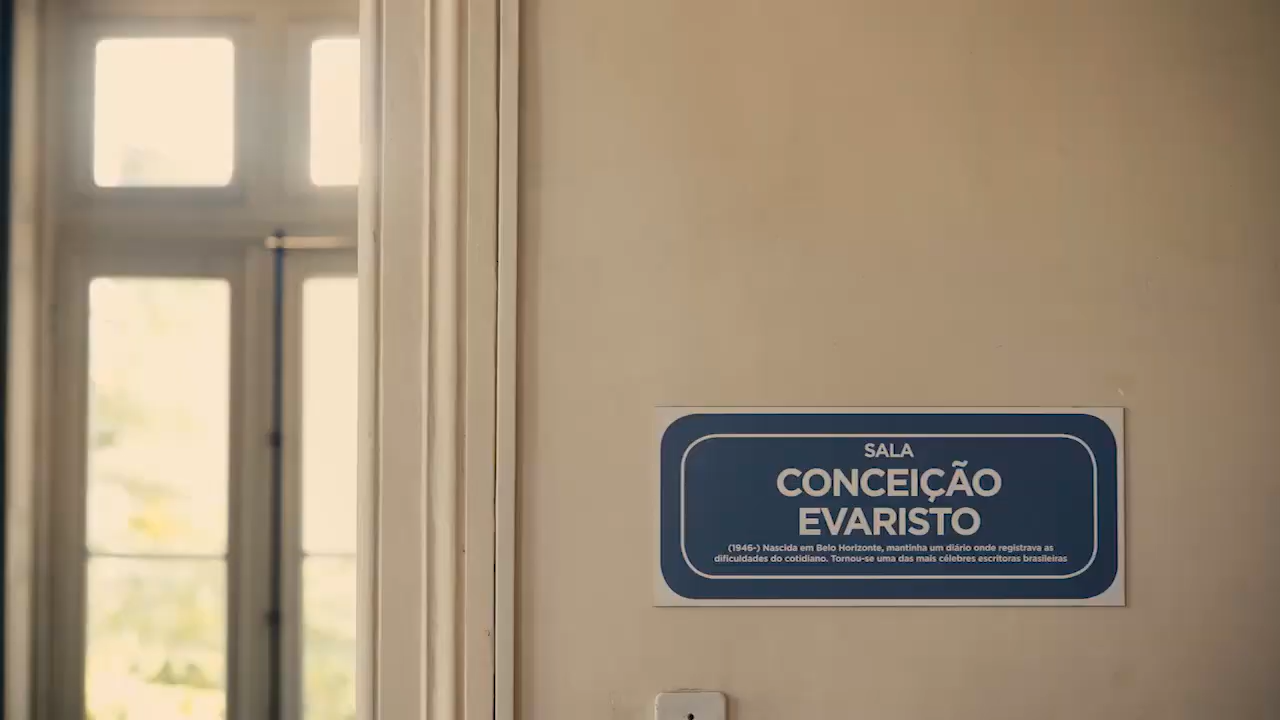 SALA
CONCEIÇÃO
EVARISTO
(1946-) Nascida em Belo Horizonte, mantinha um diário onde registrava as
dificuldades do cotidiano. Tornou-se uma das mais célebres escritoras brasileiras